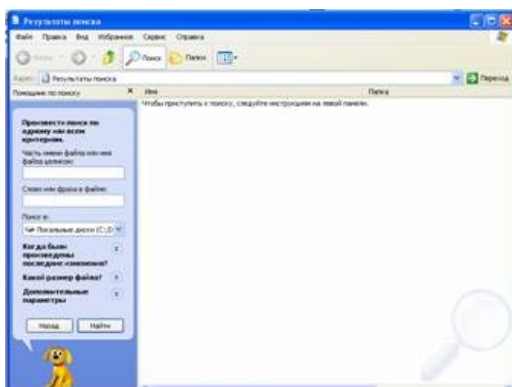 Результаты поиска
Файл Правка Вид Избранное Сервис Справка
Назад Поиск Папки
Адрес: Результаты поиска Переход
Помощник по поиску Имя Папка
Чтобы приступить к поиску, следуйте инструкциям на левой панели.
Произвести поиск по
одному или всем
критериям.
Часть имени файла или имя
файла целиком:
Слово или фраза в файле:
Поиск в:
Локальные диски (C:;D
Когда были
произведены
последние изменения?
Какой размер файла?
Дополнительные
параметры
Назад Найти